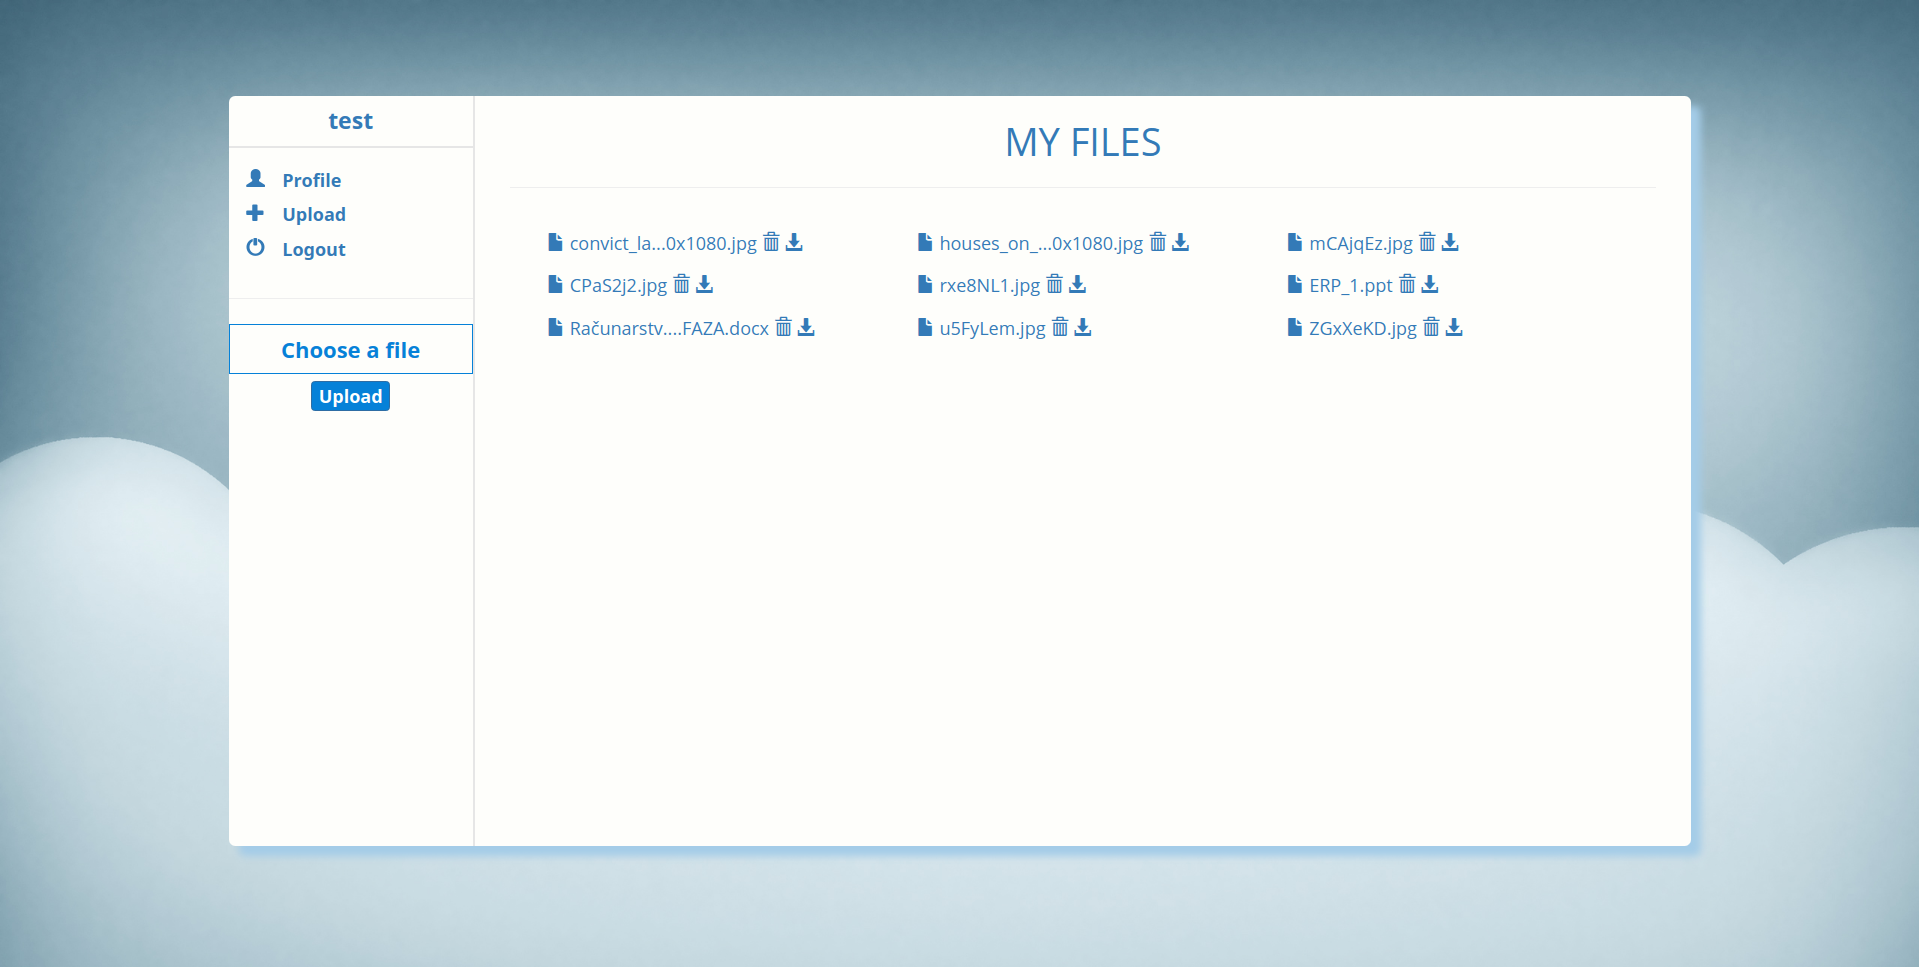 test
Profile
Upload
Logout
Choose a file
Upload
MY FILES
convict_la...0x1080.jpg houses_on_...0x1080.jpg mCAjqEz.jpg
CPaS2j2.jpg rxe8NL1.jpg ERP_1.ppt
Računarstv....FAZA.docx u5FyLem.jpg ZGxXeKD.jpg